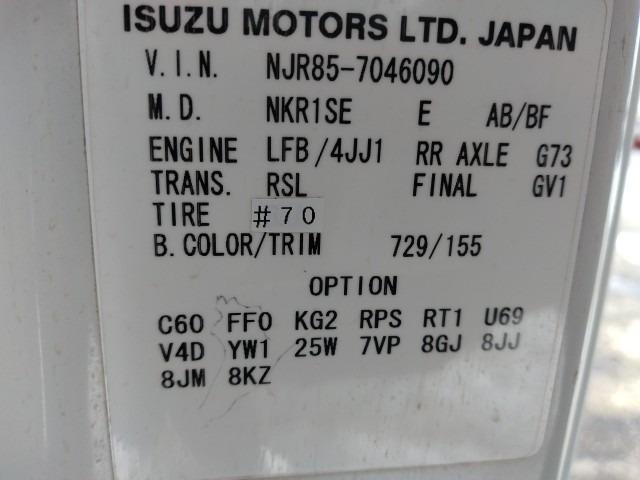 ISUZU MOTORS LTD. JAPAN
V.I.N. NJR85-7046090
M.D. NKR1SE E AB/BF
ENGINE LFB/4JJ1 RR AXLE G73
TRANS. RSL FINAL GV1
TIRE #70
B.COLOR/TRIM 729/155
OPTION
C60 FF0 KG2 RPS RT1 U69
V4D YW1 25W 7VP 8GJ 8JJ
8JM 8KZ